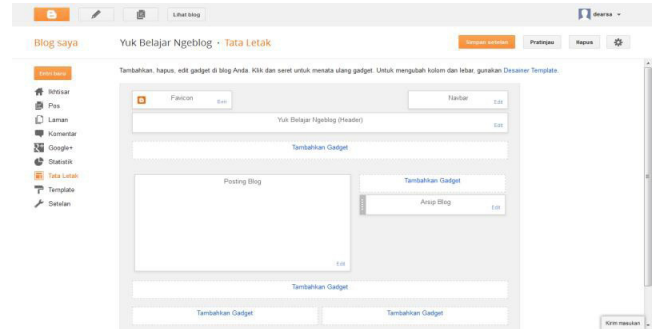 Lihat blog
dearsa
Blog saya
Yuk Belajar Ngeblog · Tata Letak
Simpan setelan
Pratinjau
Hapus
Entri baru
Tambahkan, hapus, edit gadget di blog Anda. Klik dan seret untuk menata ulang gadget. Untuk mengubah kolom dan lebar, gunakan Desainer Template.
Ikhtisar
Pos
Laman
Komentar
Google+
Statistik
Tata Letak
Template
Setelan
Favicon
Edit
Navbar
Edit
Yuk Belajar Ngeblog (Header)
Edit
Tambahkan Gadget
Posting Blog
Edit
Tambahkan Gadget
Arsip Blog
Edit
Tambahkan Gadget
Tambahkan Gadget
Tambahkan Gadget
Kirim masukan